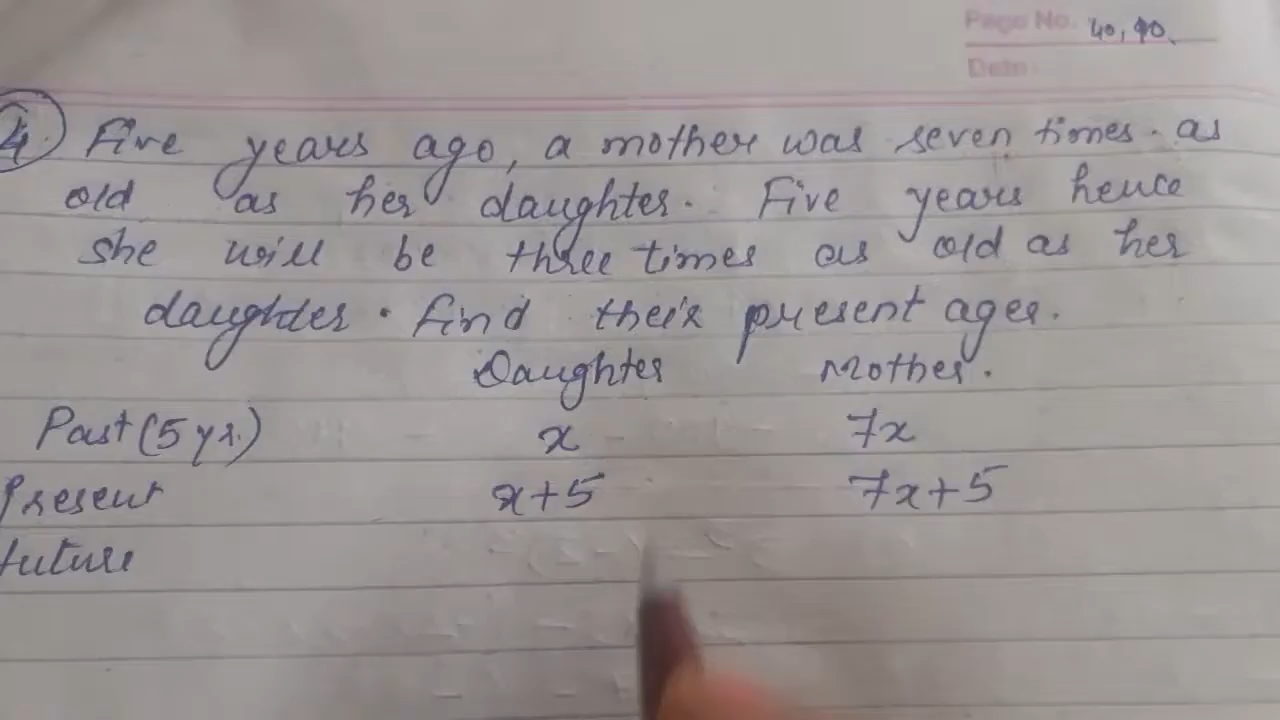 Page No. 40, 90.
Date
4. Five years ago, a mother was seven times as
old as her daughter. Five years hence
she will be three times as old as her
daughter. find their present ages.
Daughter Mother.
Past (5 yr.) x 7x
Present x+5 7x+5
future